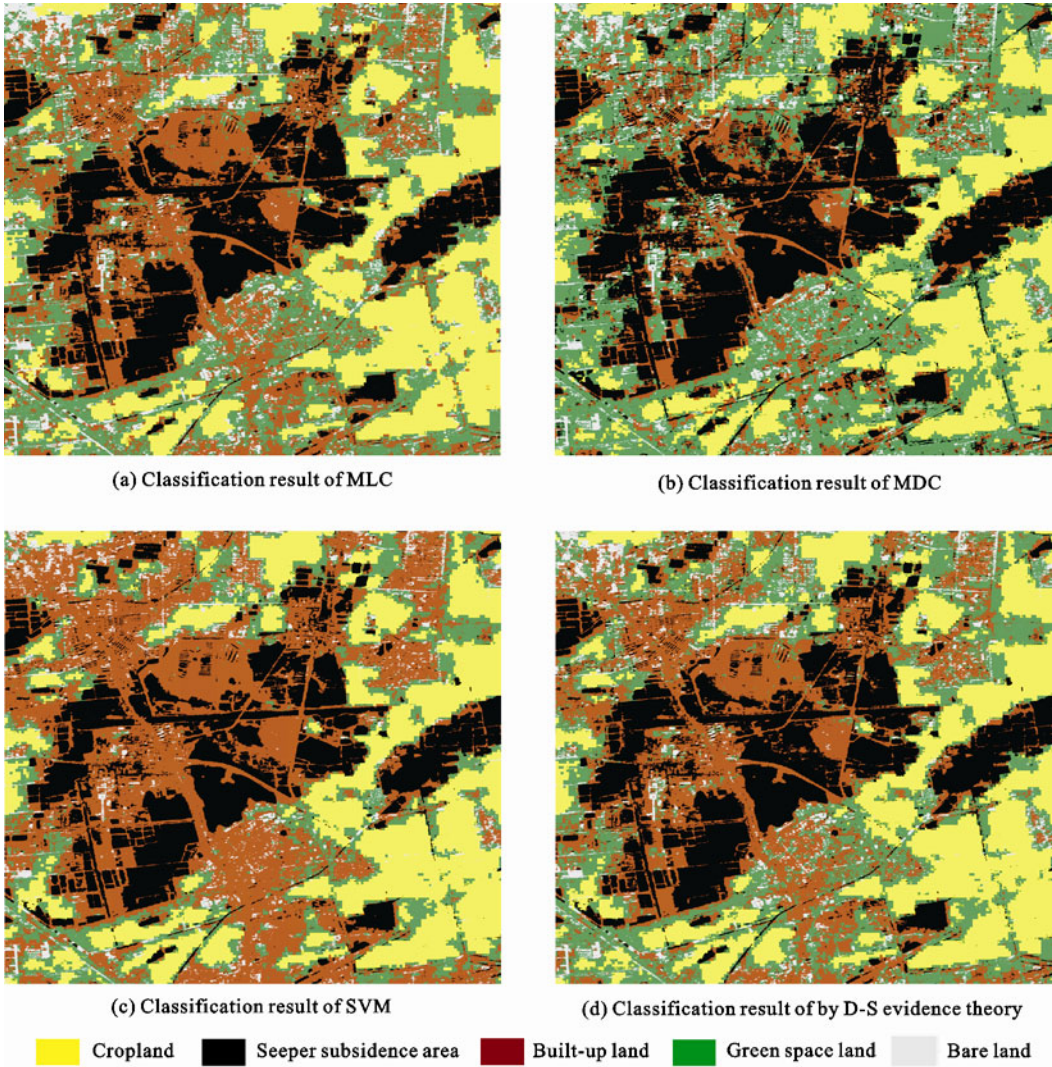 (a) Classification result of MLC
(b) Classification result of MDC
(c) Classification result of SVM
(d) Classification result of by D-S evidence theory
Cropland
Seeper subsidence area
Built-up land
Green space land
Bare land